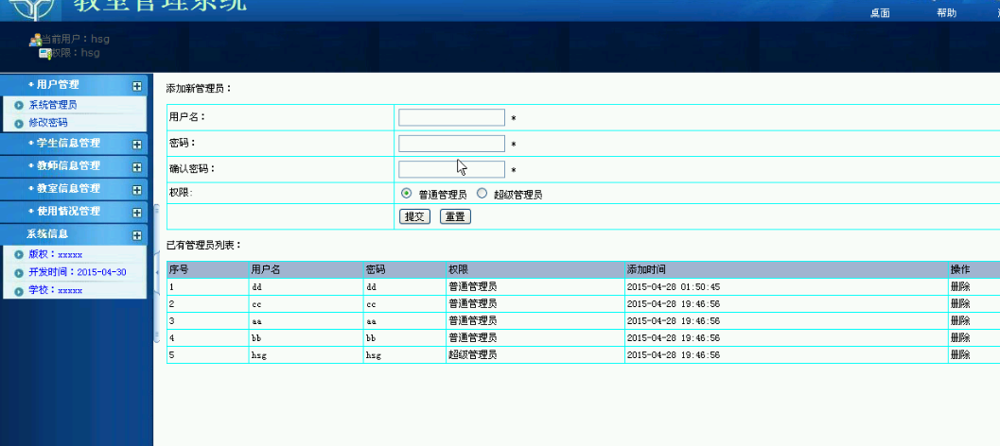 教室管理系统
桌面 帮助
当前用户：hsg
权限：hsg
用户管理
系统管理员
修改密码
学生信息管理
教师信息管理
教室信息管理
使用情况管理
系统信息
版权：xxxxx
开发时间：2015-04-30
学校：xxxxx
添加新管理员：
用户名： *
密码： *
确认密码： *
权限: 普通管理员 超级管理员
提交 重置
已有管理员列表：
序号 用户名 密码 权限 添加时间 操作
1 dd dd 普通管理员 2015-04-28 01:50:45 删除
2 cc cc 普通管理员 2015-04-28 19:46:56 删除
3 aa aa 普通管理员 2015-04-28 19:46:56 删除
4 bb bb 普通管理员 2015-04-28 19:46:56 删除
5 hsg hsg 超级管理员 2015-04-28 19:46:56 删除